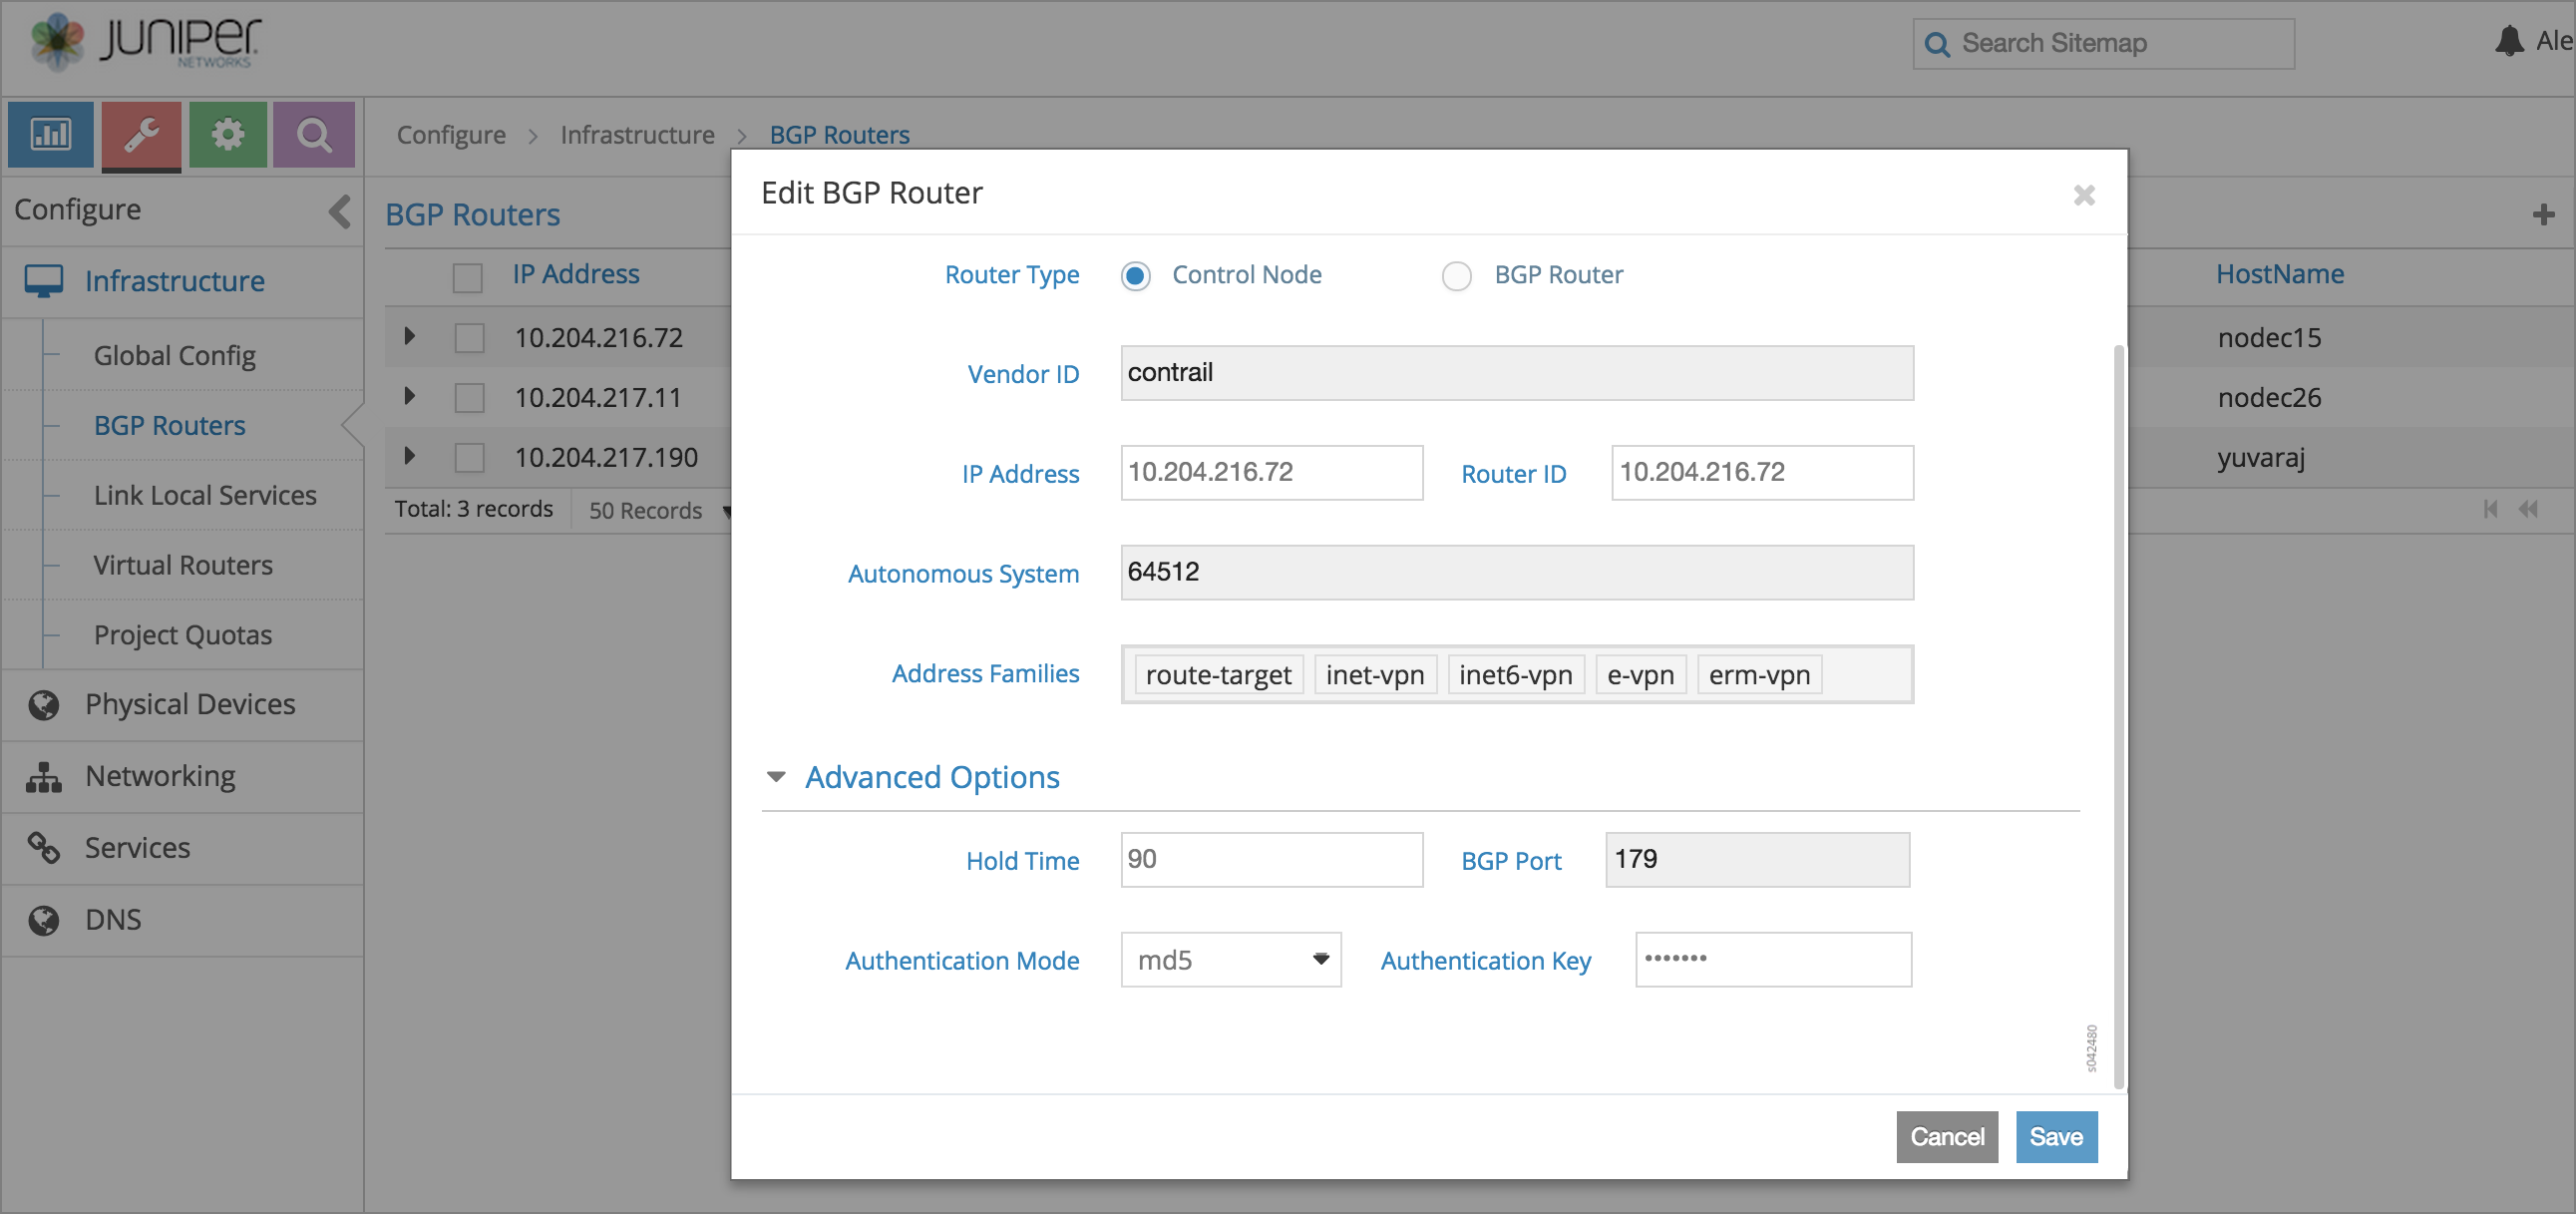 JUNIPEr
NETWORKS
Search Sitemap
Ale
Configure > Infrastructure > BGP Routers
Configure
Infrastructure
Global Config
BGP Routers
Link Local Services
Virtual Routers
Project Quotas
Physical Devices
Networking
Services
DNS
BGP Routers
IP Address HostName
10.204.216.72 nodec15
10.204.217.11 nodec26
10.204.217.190 yuvaraj
Total: 3 records 50 Records
Edit BGP Router
Router Type Control Node BGP Router
Vendor ID contrail
IP Address 10.204.216.72 Router ID 10.204.216.72
Autonomous System 64512
Address Families route-target inet-vpn inet6-vpn e-vpn erm-vpn
Advanced Options
Hold Time 90 BGP Port 179
Authentication Mode md5 Authentication Key •••••••
s042480
Cancel Save